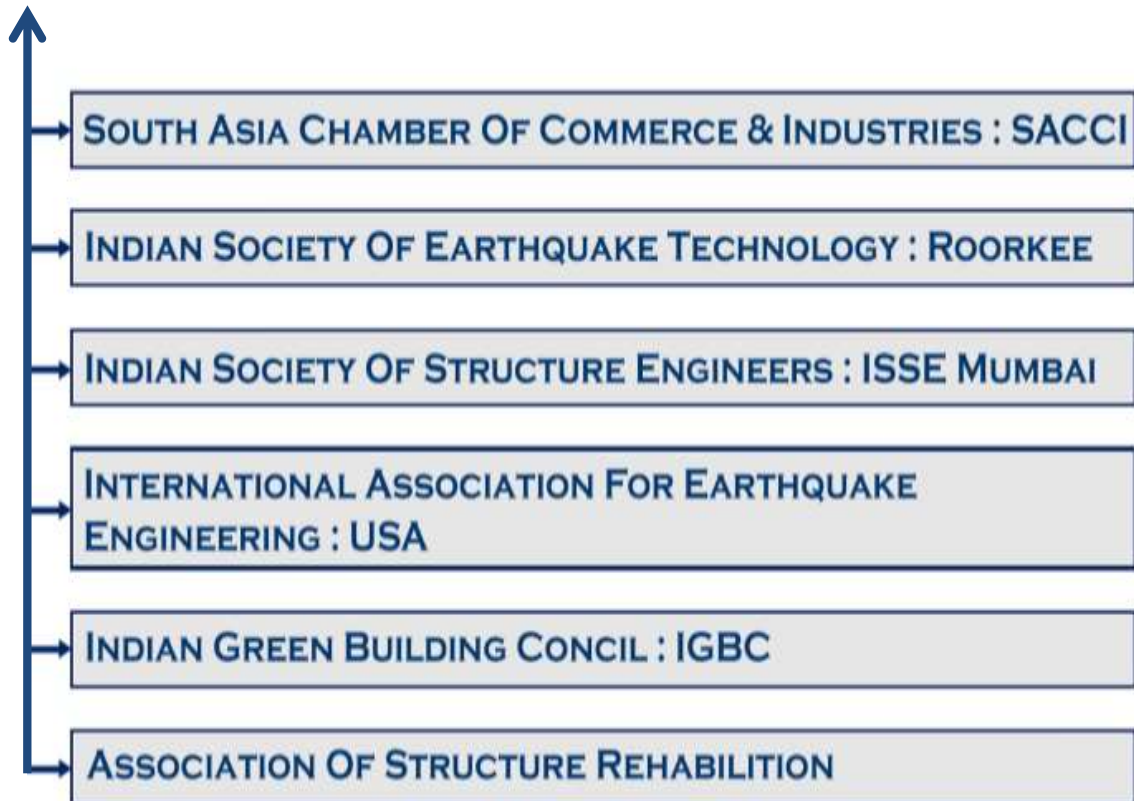 SOUTH ASIA CHAMBER OF COMMERCE & INDUSTRIES : SACCI
INDIAN SOCIETY OF EARTHQUAKE TECHNOLOGY : ROORKEE
INDIAN SOCIETY OF STRUCTURE ENGINEERS : ISSE MUMBAI
INTERNATIONAL ASSOCIATION FOR EARTHQUAKE
ENGINEERING : USA
INDIAN GREEN BUILDING CONCIL : IGBC
ASSOCIATION OF STRUCTURE REHABILITION